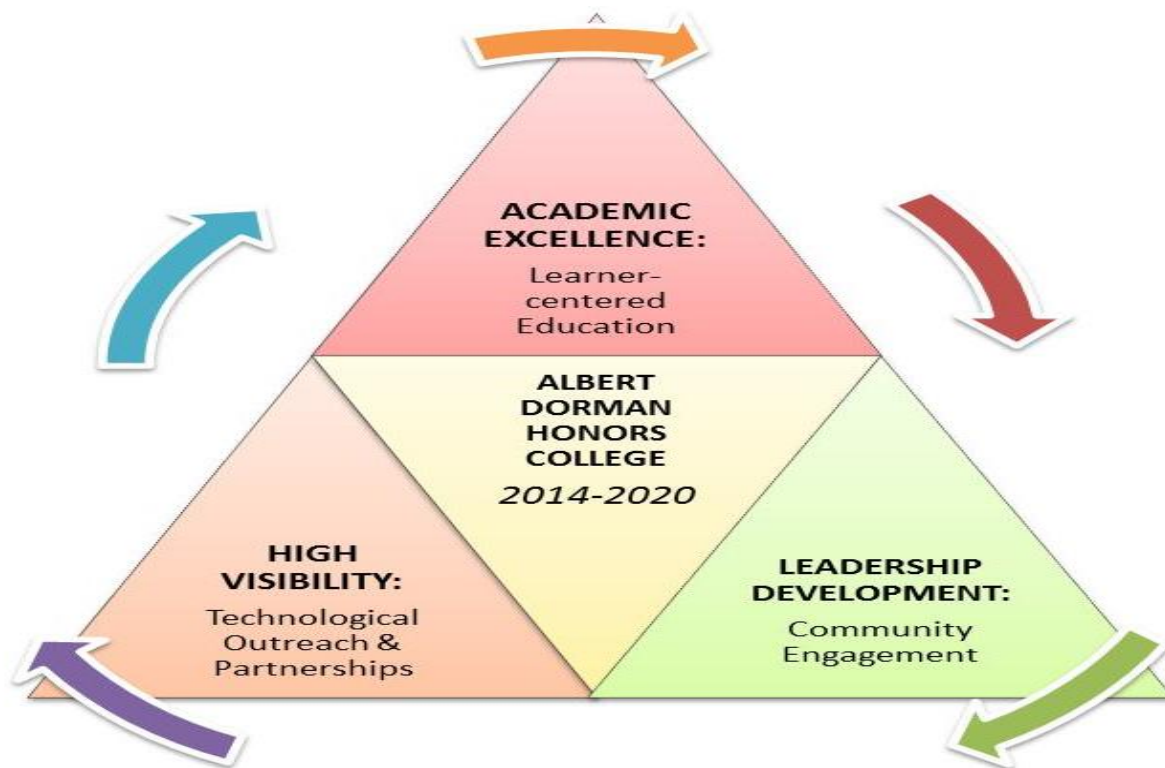 ACADEMIC
EXCELLENCE:
Learner-
centered
Education
ALBERT
DORMAN
HONORS
COLLEGE
2014-2020
HIGH
VISIBILITY:
Technological
Outreach &
Partnerships
LEADERSHIP
DEVELOPMENT:
Community
Engagement